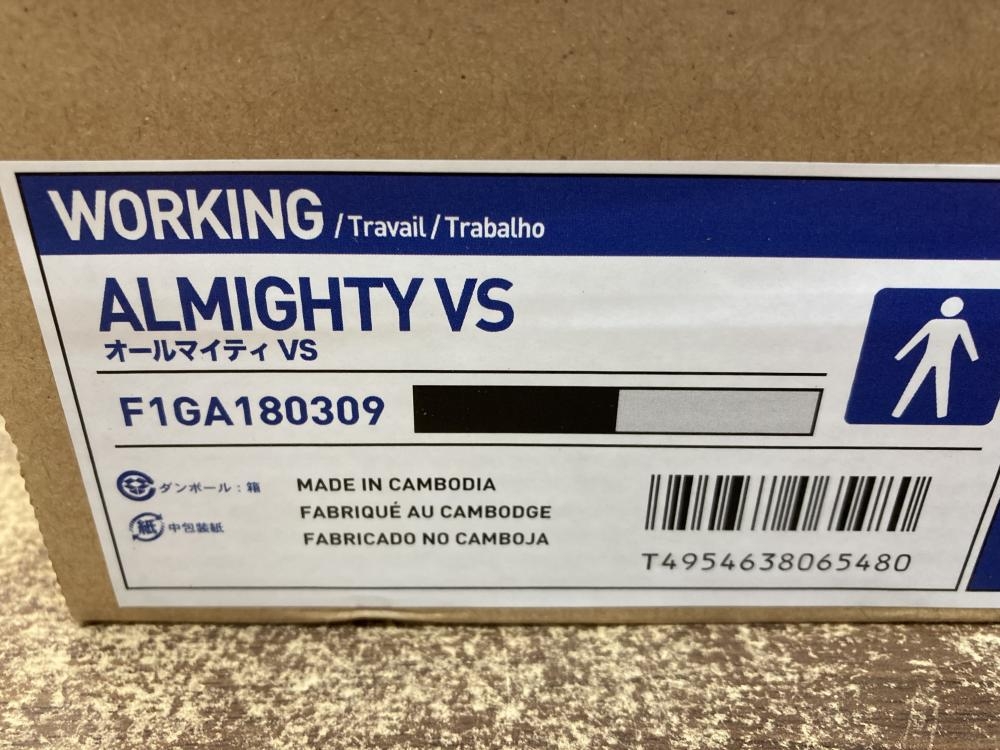 WORKING / Travail / Trabalho
ALMIGHTY VS
オールマイティ VS
F1GA180309
ダンボール：箱
紙 中包装紙
MADE IN CAMBODIA
FABRIQUÉ AU CAMBODGE
FABRICADO NO CAMBOJA
T4954638065480